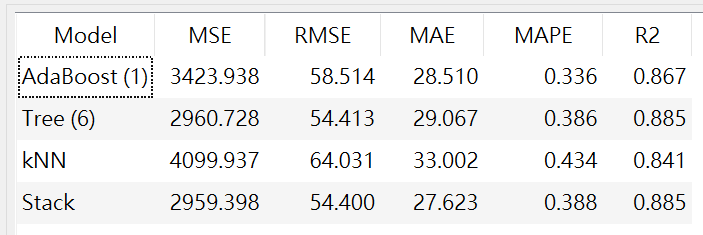 Model MSE RMSE MAE MAPE R2
AdaBoost (1) 3423.938 58.514 28.510 0.336 0.867
Tree (6) 2960.728 54.413 29.067 0.386 0.885
kNN 4099.937 64.031 33.002 0.434 0.841
Stack 2959.398 54.400 27.623 0.388 0.885